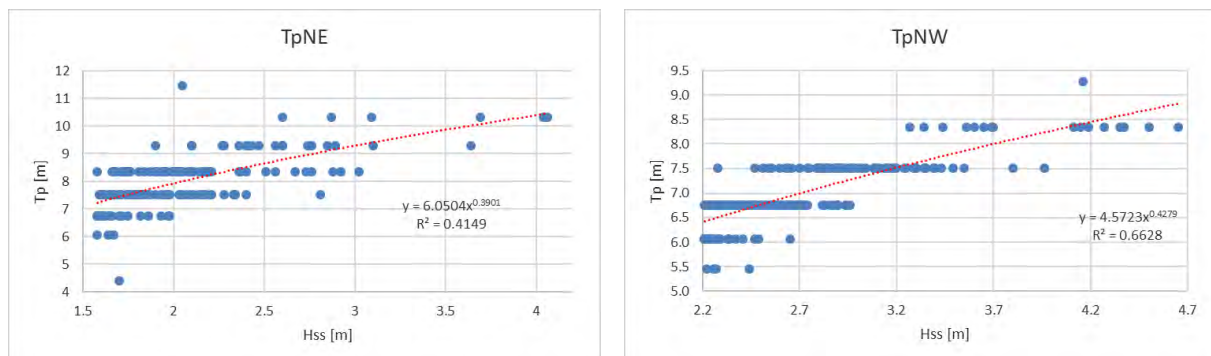 TpNE
12
11
10
9
8
7
6
5
4
Tp [m]
1.5 2 2.5 3 3.5 4
Hss [m]
y = 6.0504x^0.3901
R² = 0.4149
TpNW
9.5
9.0
8.5
8.0
7.5
7.0
6.5
6.0
5.5
5.0
Tp [m]
2.2 2.7 3.2 3.7 4.2 4.7
Hss [m]
y = 4.5723x^0.4279
R² = 0.6628